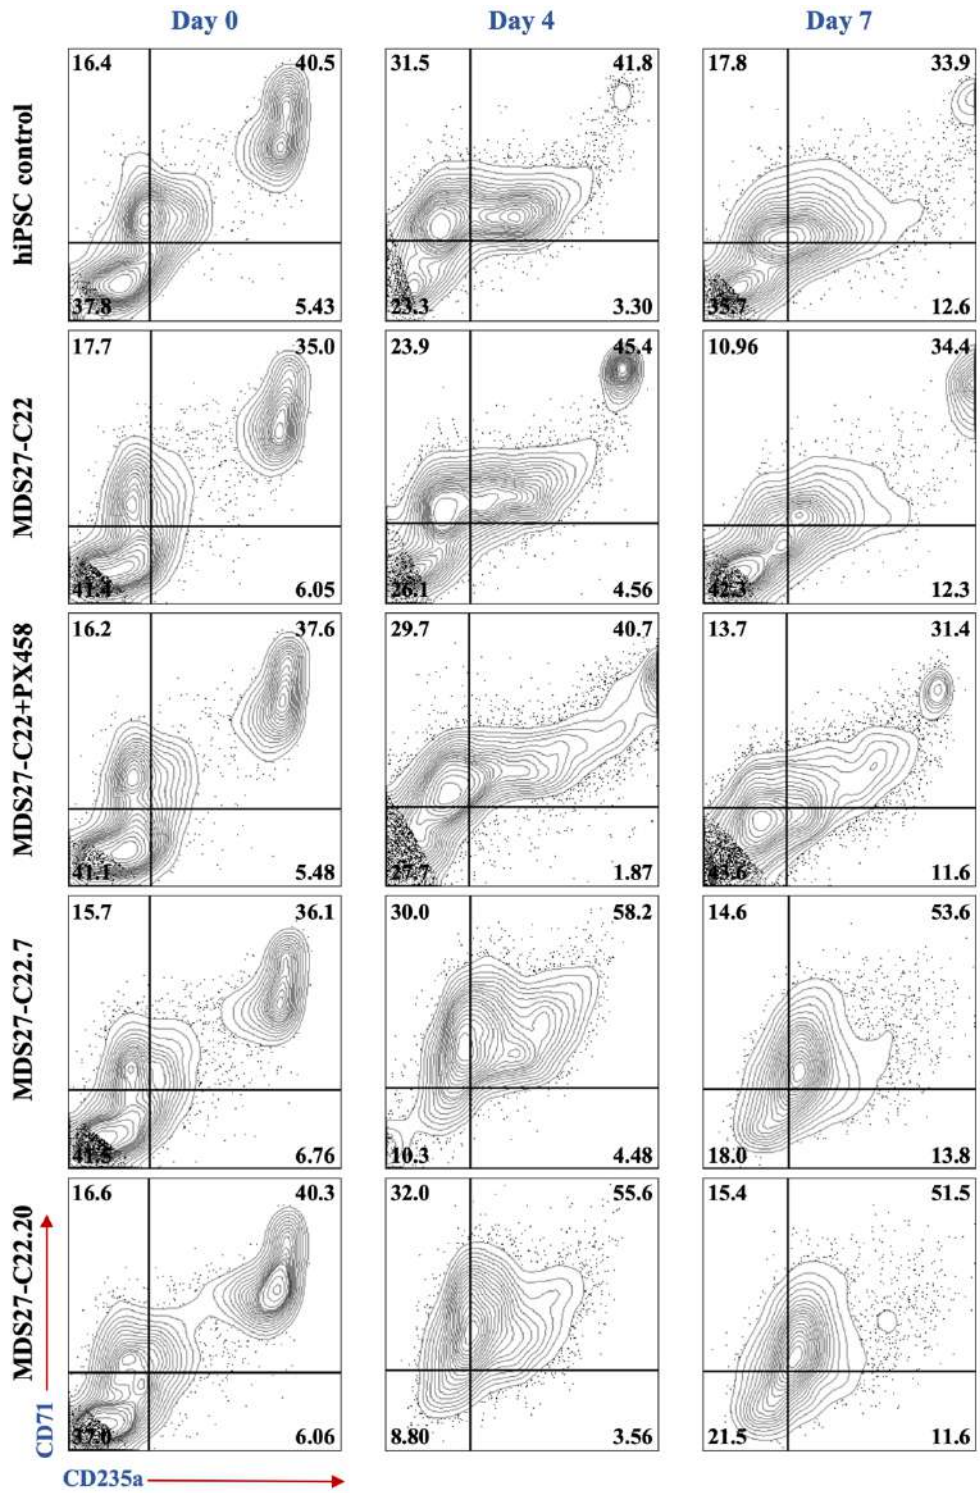 Day 0 Day 4 Day 7
hiPSC control
16.4 40.5 31.5 41.8 17.8 33.9
37.8 5.43 23.3 3.30 35.7 12.6
MDS27-C22
17.7 35.0 23.9 45.4 10.96 34.4
41.4 6.05 26.1 4.56 42.3 12.3
MDS27-C22+PX458
16.2 37.6 29.7 40.7 13.7 31.4
41.1 5.48 27.7 1.87 43.6 11.6
MDS27-C22.7
15.7 36.1 30.0 58.2 14.6 53.6
41.5 6.76 10.3 4.48 18.0 13.8
MDS27-C22.20
16.6 40.3 32.0 55.6 15.4 51.5
37.0 6.06 8.80 3.56 21.5 11.6
CD71
CD235a